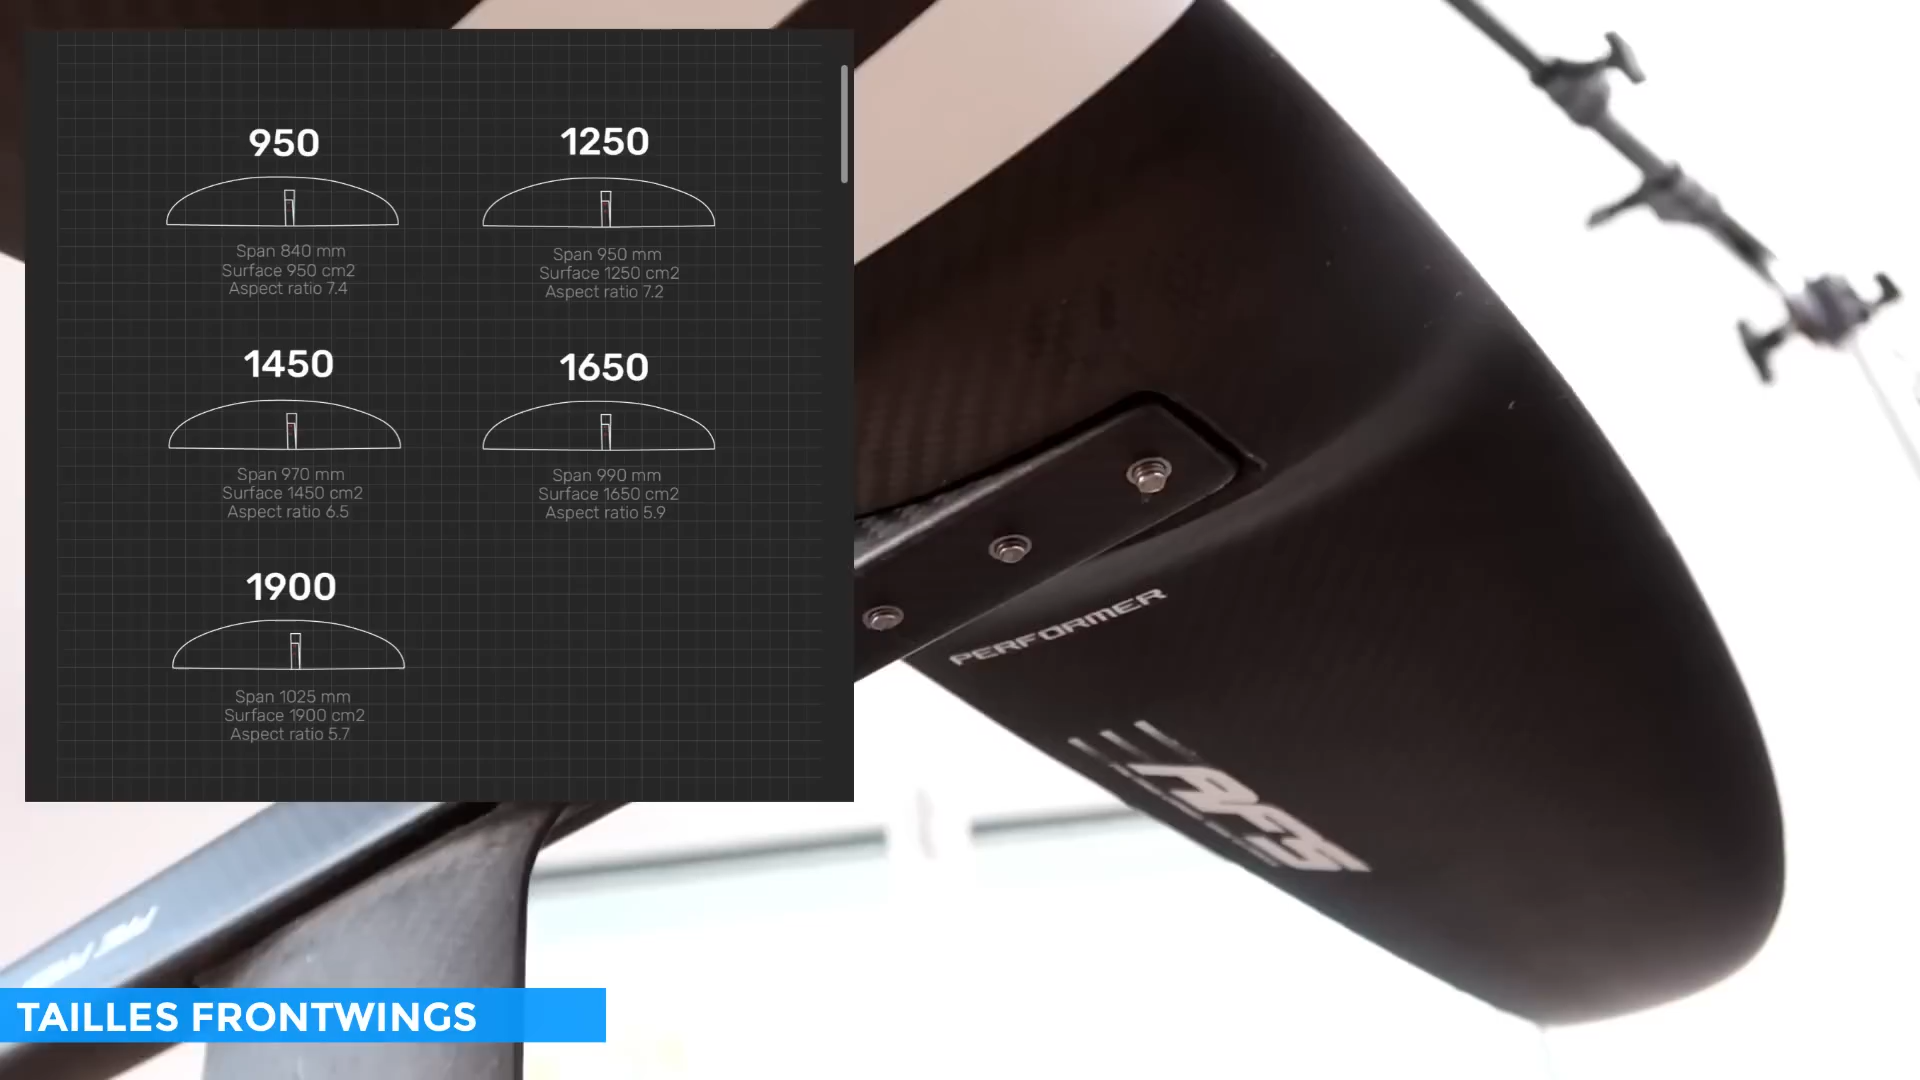 950
Span 840 mm
Surface 950 cm2
Aspect ratio 7.4
1250
Span 950 mm
Surface 1250 cm2
Aspect ratio 7.2
1450
Span 970 mm
Surface 1450 cm2
Aspect ratio 6.5
1650
Span 990 mm
Surface 1650 cm2
Aspect ratio 5.9
1900
Span 1025 mm
Surface 1900 cm2
Aspect ratio 5.7
PERFORMER
AFS
TAILLES FRONTWINGS